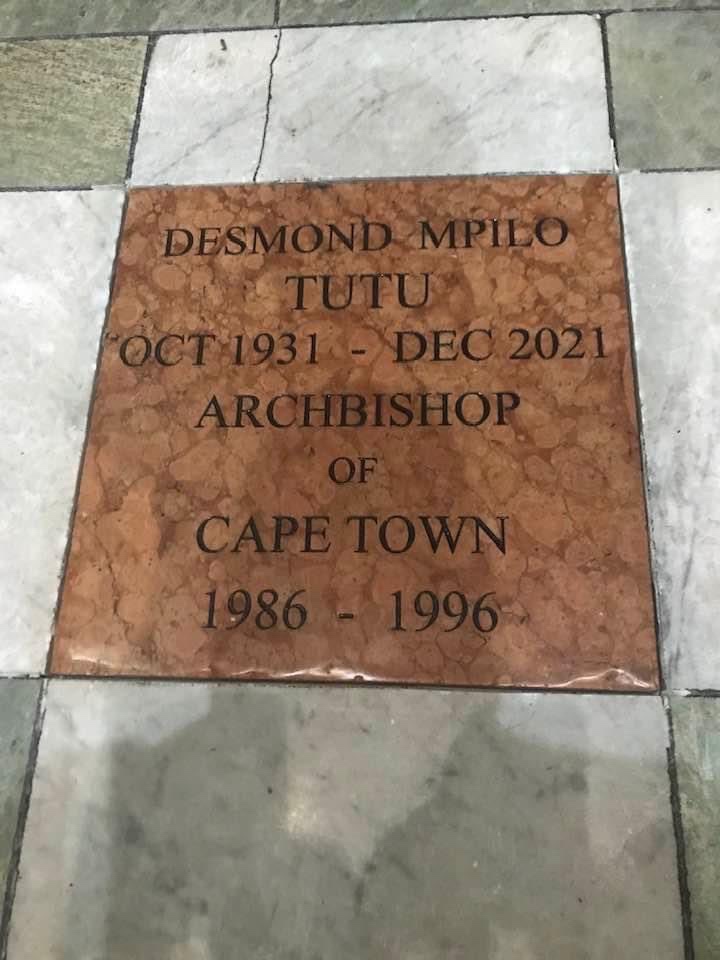 DESMOND MPILO
TUTU
OCT 1931 - DEC 2021
ARCHBISHOP
OF
CAPE TOWN
1986 - 1996